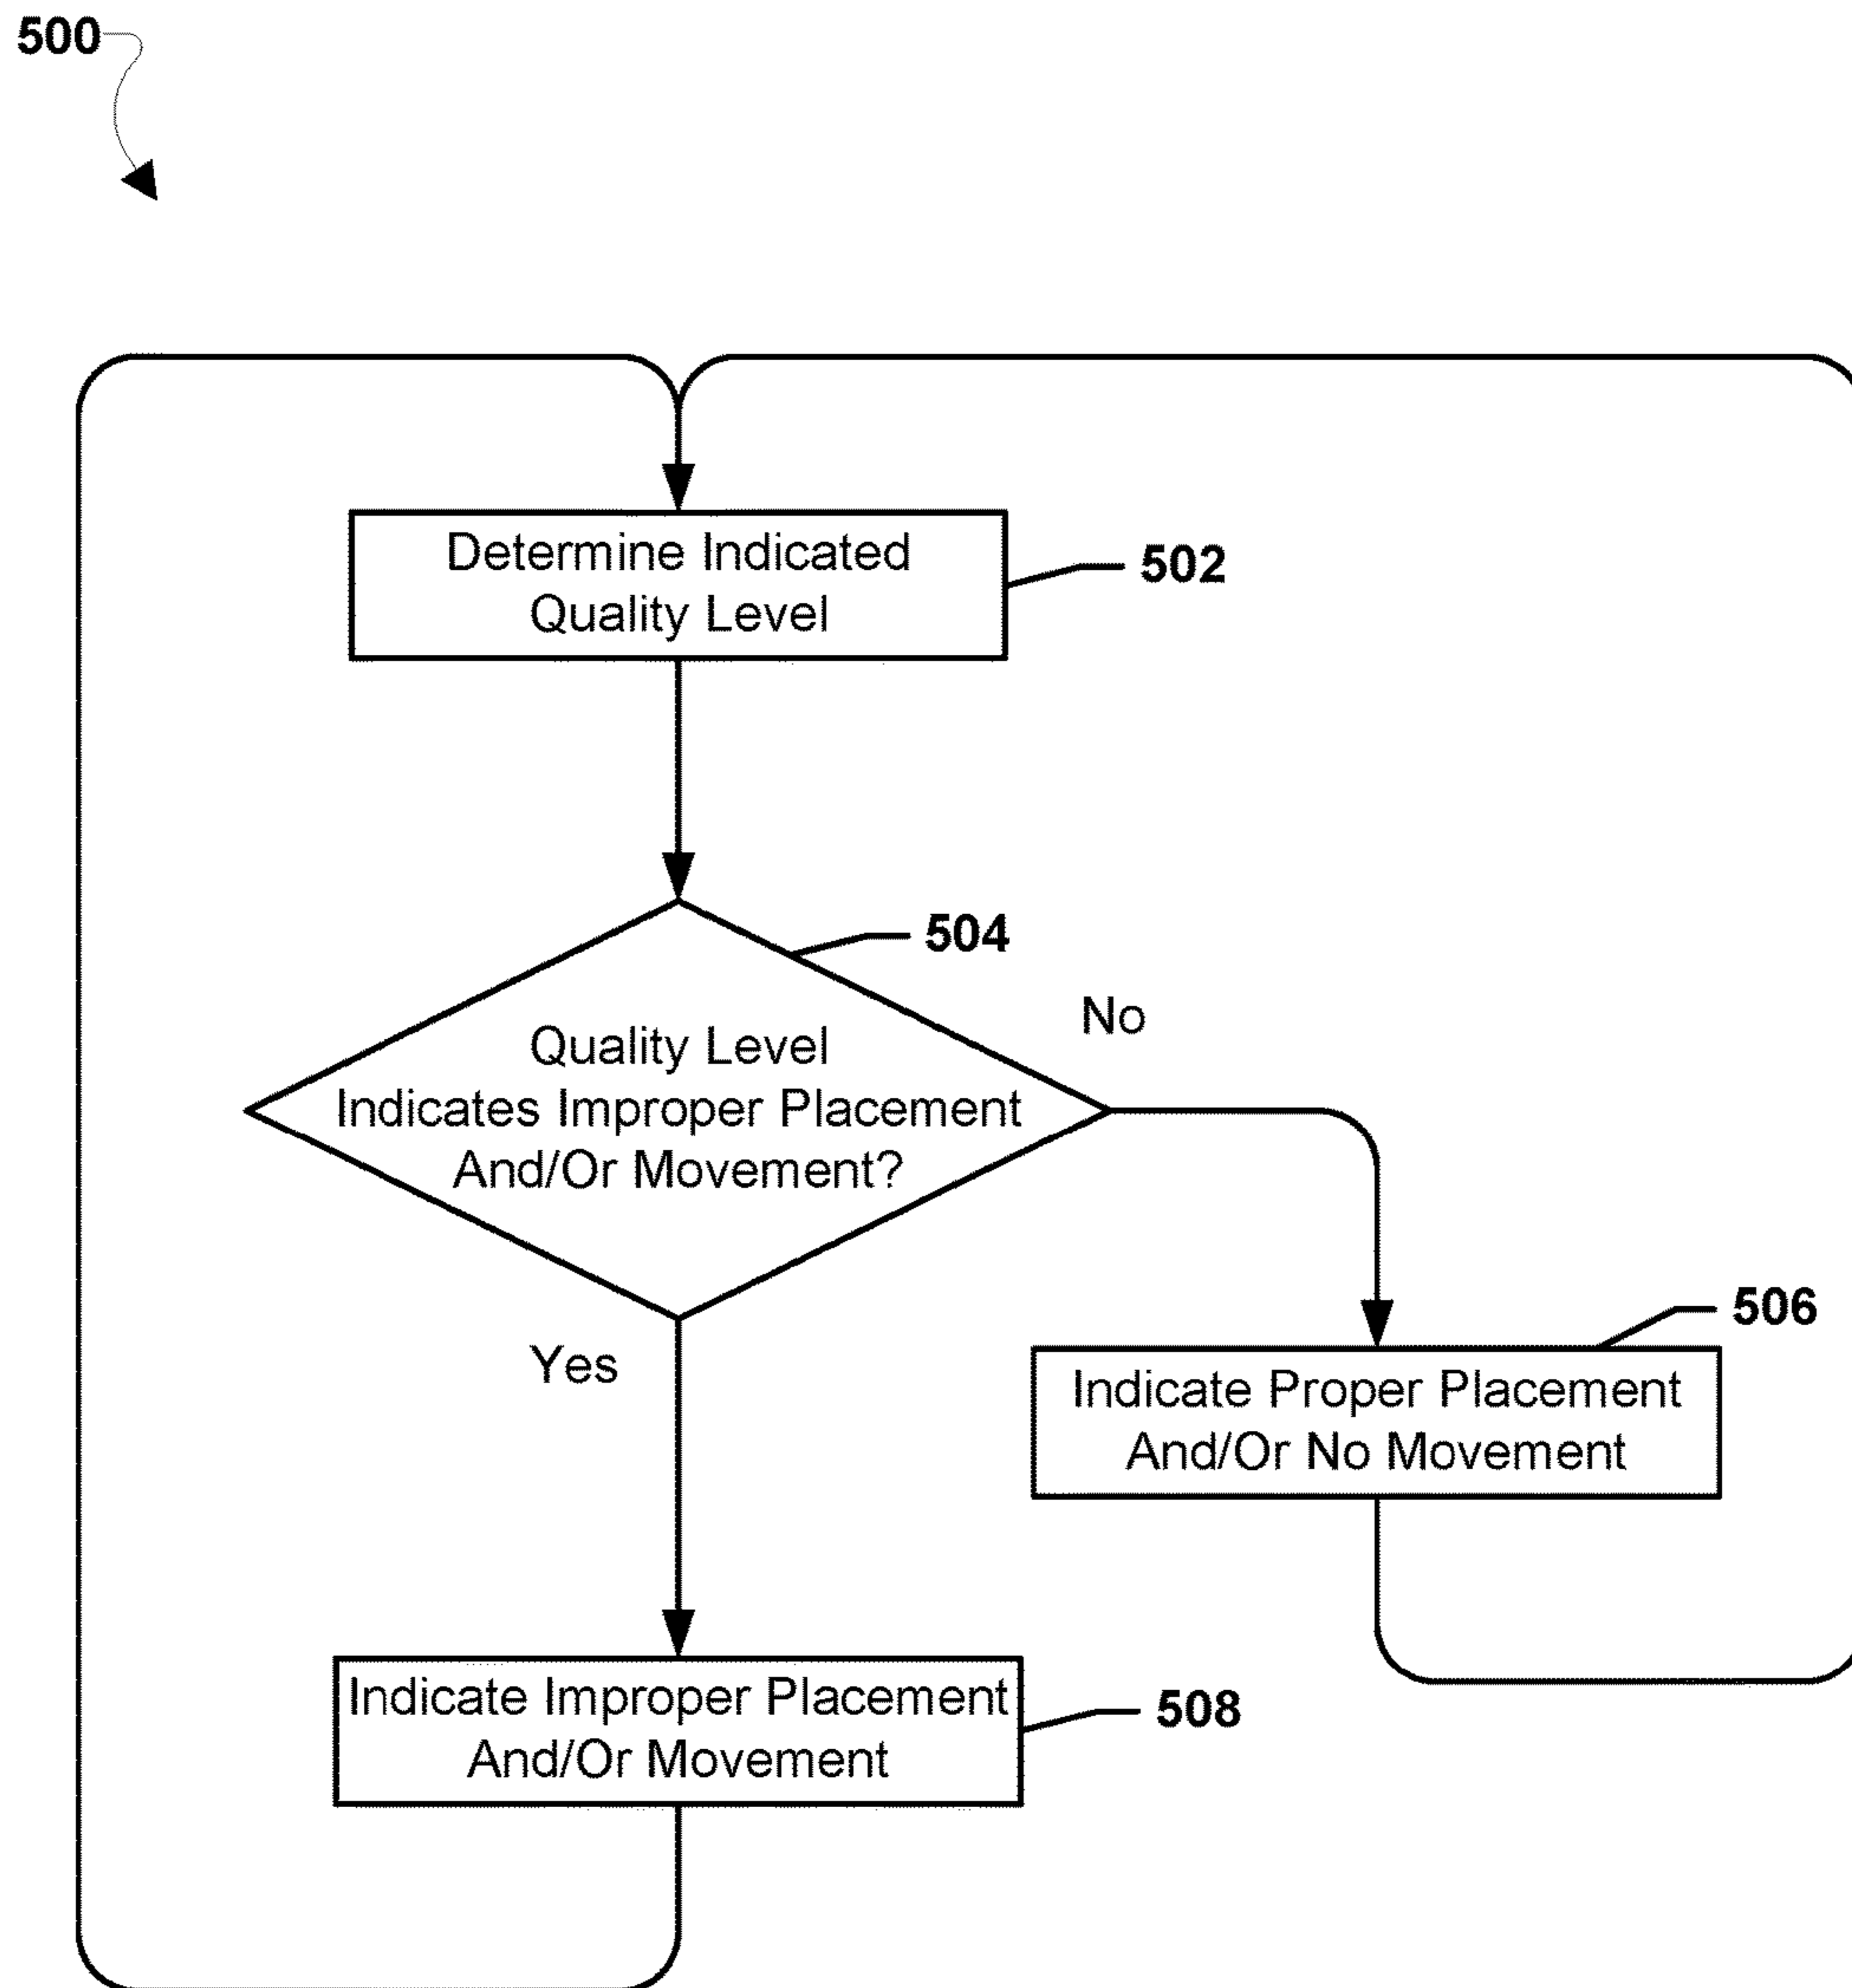 500
Determine Indicated
Quality Level
502
504
No
Quality Level
Indicates Improper Placement
And/Or Movement?
Yes
506
Indicate Proper Placement
And/Or No Movement
Indicate Improper Placement
And/Or Movement
508